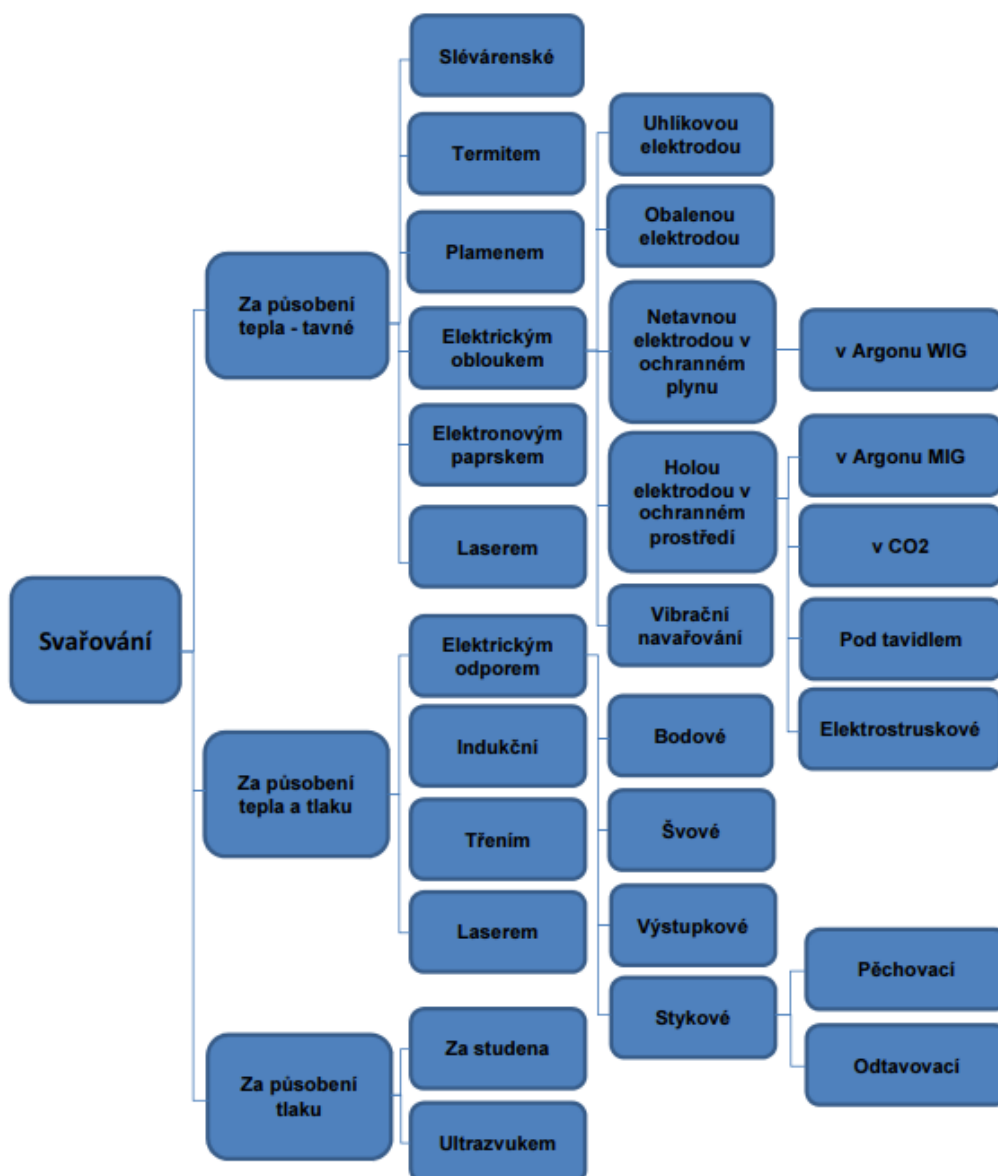 Svařování
Za působení
tepla - tavné
Slévárenské
Termitem
Plamenem
Elektrickým
obloukem
Uhlíkovou
elektrodou
Obalenou
elektrodou
Netavnou
elektrodou v
ochranném
plynu
v Argonu WIG
Holou
elektrodou v
ochranném
prostředí
v Argonu MIG
v CO2
Pod tavidlem
Elektrostruskové
Vibrační
navařování
Elektronovým
paprskem
Laserem
Za působení
tepla a tlaku
Elektrickým
odporem
Bodové
Švové
Výstupkové
Stykové
Pěchovací
Odtavovací
Indukční
Třením
Laserem
Za působení
tlaku
Za studena
Ultrazvukem